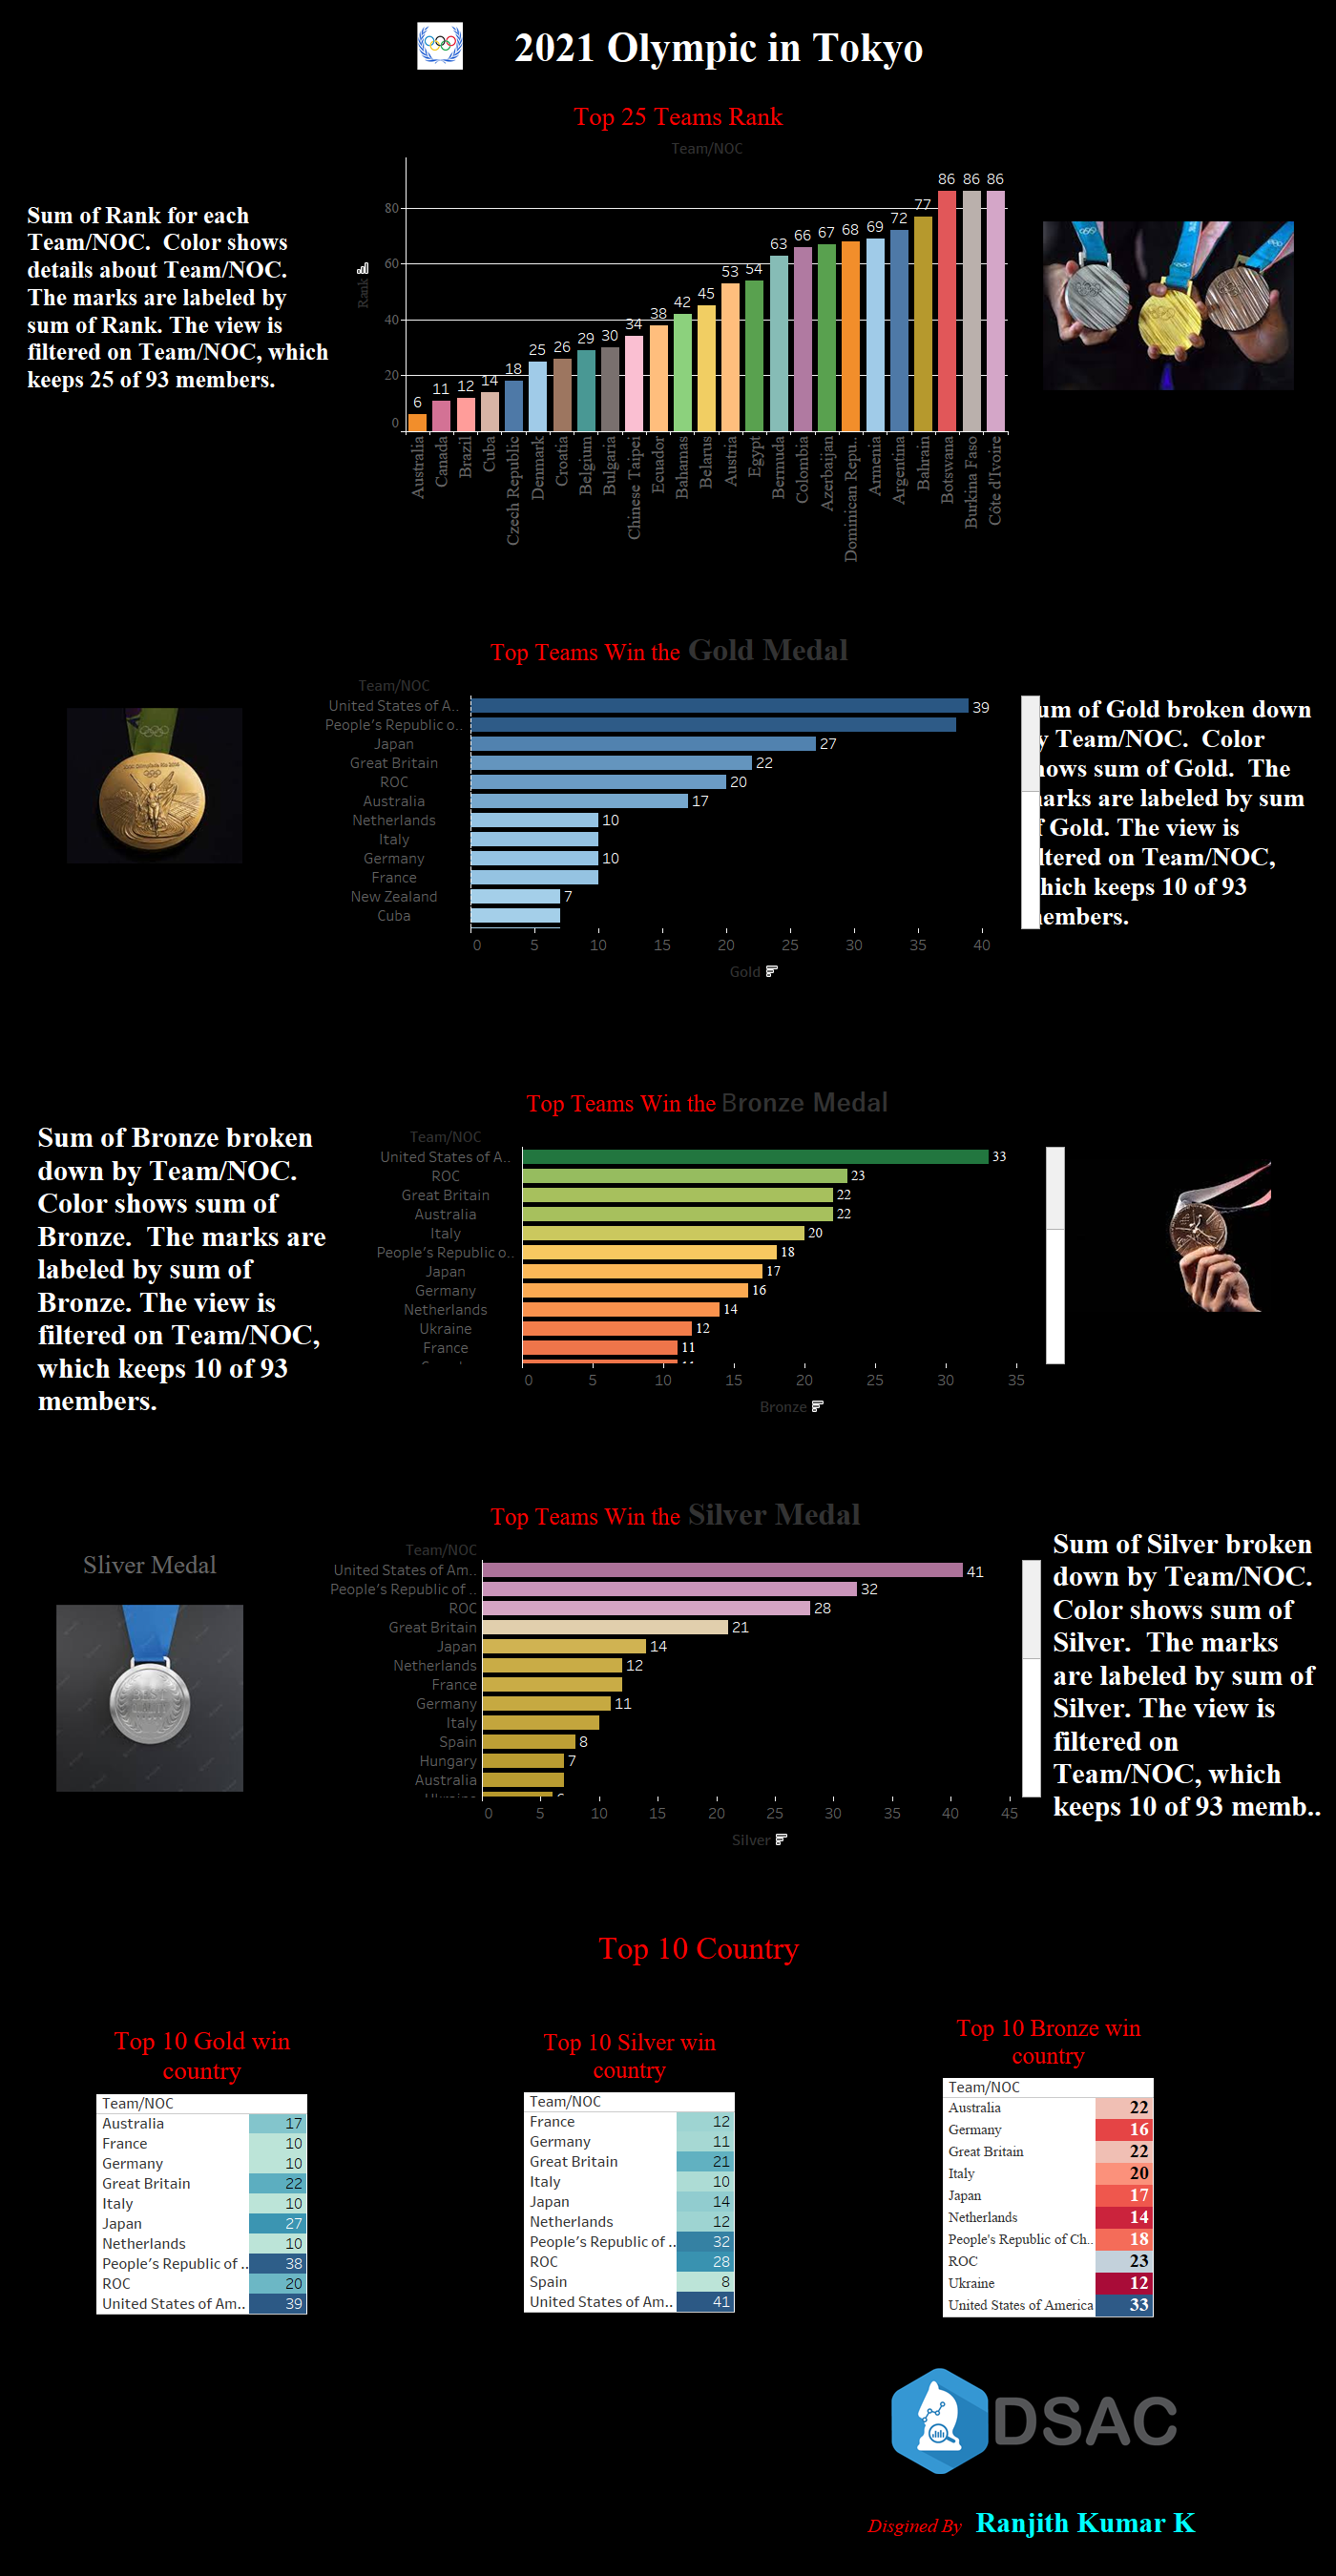 2021 Olympic in Tokyo
Top 25 Teams Rank
Team/NOC
Sum of Rank for each
Team/NOC.  Color shows
details about Team/NOC.
The marks are labeled by
sum of Rank. The view is
filtered on Team/NOC, which
keeps 25 of 93 members.
Rank
80
60
40
20
0
6
11
12
14
18
25
26
29
30
34
38
42
45
53
54
63
66
67
68
69
72
77
86
86
86
Australia
Canada
Brazil
Cuba
Czech Republic
Denmark
Croatia
Belgium
Bulgaria
Chinese Taipei
Ecuador
Bahamas
Belarus
Austria
Egypt
Bermuda
Colombia
Azerbaijan
Dominican Repu..
Armenia
Argentina
Bahrain
Botswana
Burkina Faso
Côte d'Ivoire
Top Teams Win the Gold Medal
Team/NOC
United States of A.. 39
People's Republic o..
Japan 27
Great Britain 22
ROC 20
Australia 17
Netherlands 10
Italy
Germany 10
France
New Zealand 7
Cuba
0 5 10 15 20 25 30 35 40
Gold
um of Gold broken down
y Team/NOC.  Color
hows sum of Gold.  The
arks are labeled by sum
f Gold. The view is
ltered on Team/NOC,
hich keeps 10 of 93
embers.
Top Teams Win the Bronze Medal
Sum of Bronze broken
down by Team/NOC.
Color shows sum of
Bronze.  The marks are
labeled by sum of
Bronze. The view is
filtered on Team/NOC,
which keeps 10 of 93
members.
Team/NOC
United States of A.. 33
ROC 23
Great Britain 22
Australia 22
Italy 20
People's Republic o.. 18
Japan 17
Germany 16
Netherlands 14
Ukraine 12
France 11
0 5 10 15 20 25 30 35
Bronze
Top Teams Win the Silver Medal
Sliver Medal
Team/NOC
United States of Am.. 41
People's Republic of .. 32
ROC 28
Great Britain 21
Japan 14
Netherlands 12
France
Germany 11
Italy
Spain 8
Hungary 7
Australia
0 5 10 15 20 25 30 35 40 45
Silver
Sum of Silver broken
down by Team/NOC.
Color shows sum of
Silver.  The marks
are labeled by sum of
Silver. The view is
filtered on
Team/NOC, which
keeps 10 of 93 memb..
Top 10 Country
Top 10 Gold win
country
Team/NOC
Australia 17
France 10
Germany 10
Great Britain 22
Italy 10
Japan 27
Netherlands 10
People's Republic of .. 38
ROC 20
United States of Am.. 39
Top 10 Silver win
country
Team/NOC
France 12
Germany 11
Great Britain 21
Italy 10
Japan 14
Netherlands 12
People's Republic of .. 32
ROC 28
Spain 8
United States of Am.. 41
Top 10 Bronze win
country
Team/NOC
Australia 22
Germany 16
Great Britain 22
Italy 20
Japan 17
Netherlands 14
People's Republic of Ch.. 18
ROC 23
Ukraine 12
United States of America 33
DSAC
Disgined By Ranjith Kumar K